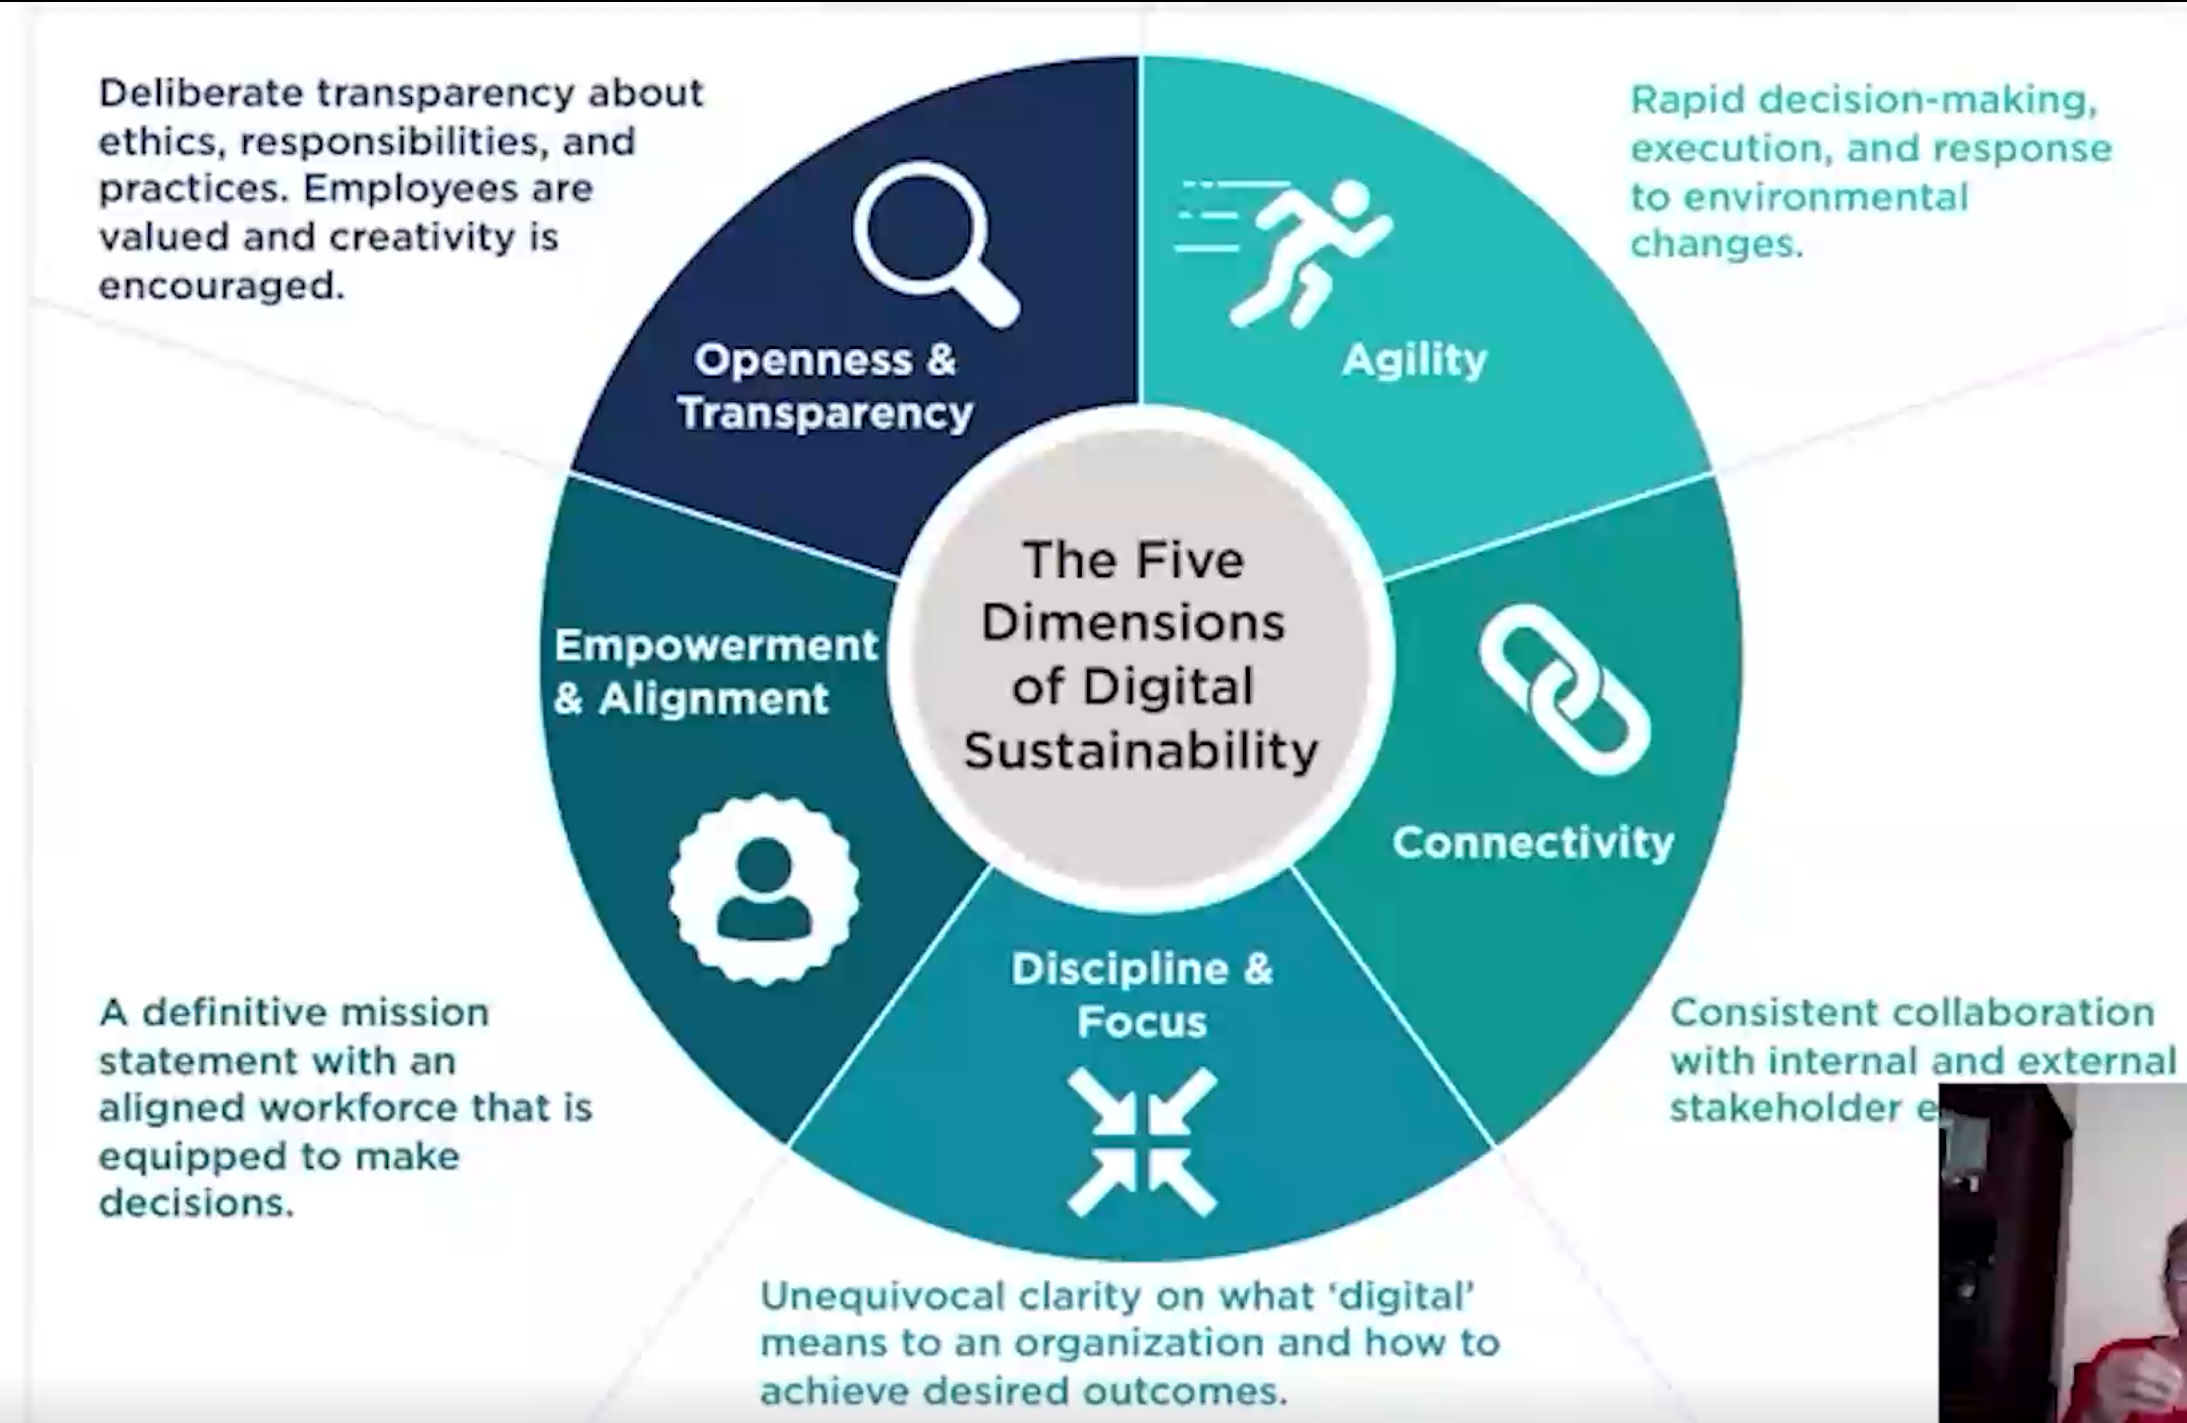 Deliberate transparency about
ethics, responsibilities, and
practices. Employees are
valued and creativity is
encouraged.
Rapid decision-making,
execution, and response
to environmental
changes.
Openness &
Transparency
Agility
The Five
Dimensions
of Digital
Sustainability
Empowerment
& Alignment
Connectivity
Discipline &
Focus
A definitive mission
statement with an
aligned workforce that is
equipped to make
decisions.
Consistent collaboration
with internal and external
stakeholder
Unequivocal clarity on what ‘digital’
means to an organization and how to
achieve desired outcomes.